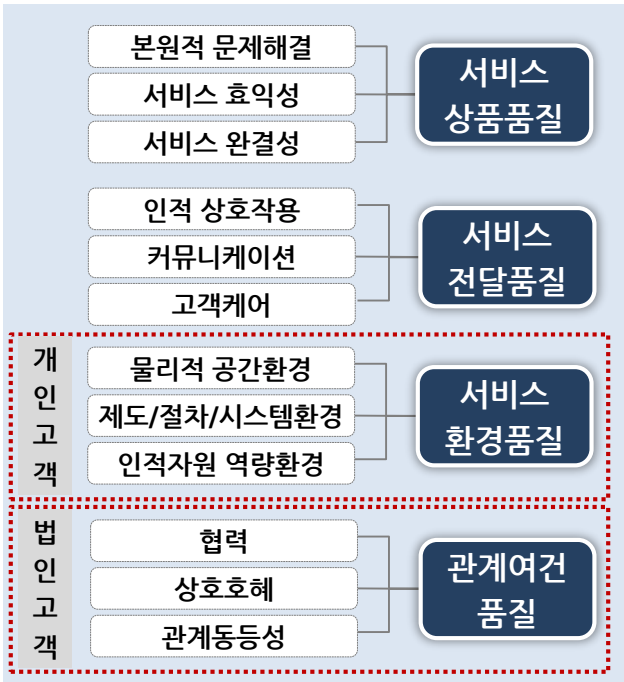 본원적 문제해결
서비스 효익성
서비스 완결성
서비스
상품품질
인적 상호작용
커뮤니케이션
고객케어
서비스
전달품질
개
인
고
객
물리적 공간환경
제도/절차/시스템환경
인적자원 역량환경
서비스
환경품질
법
인
고
객
협력
상호호혜
관계동등성
관계여건
품질